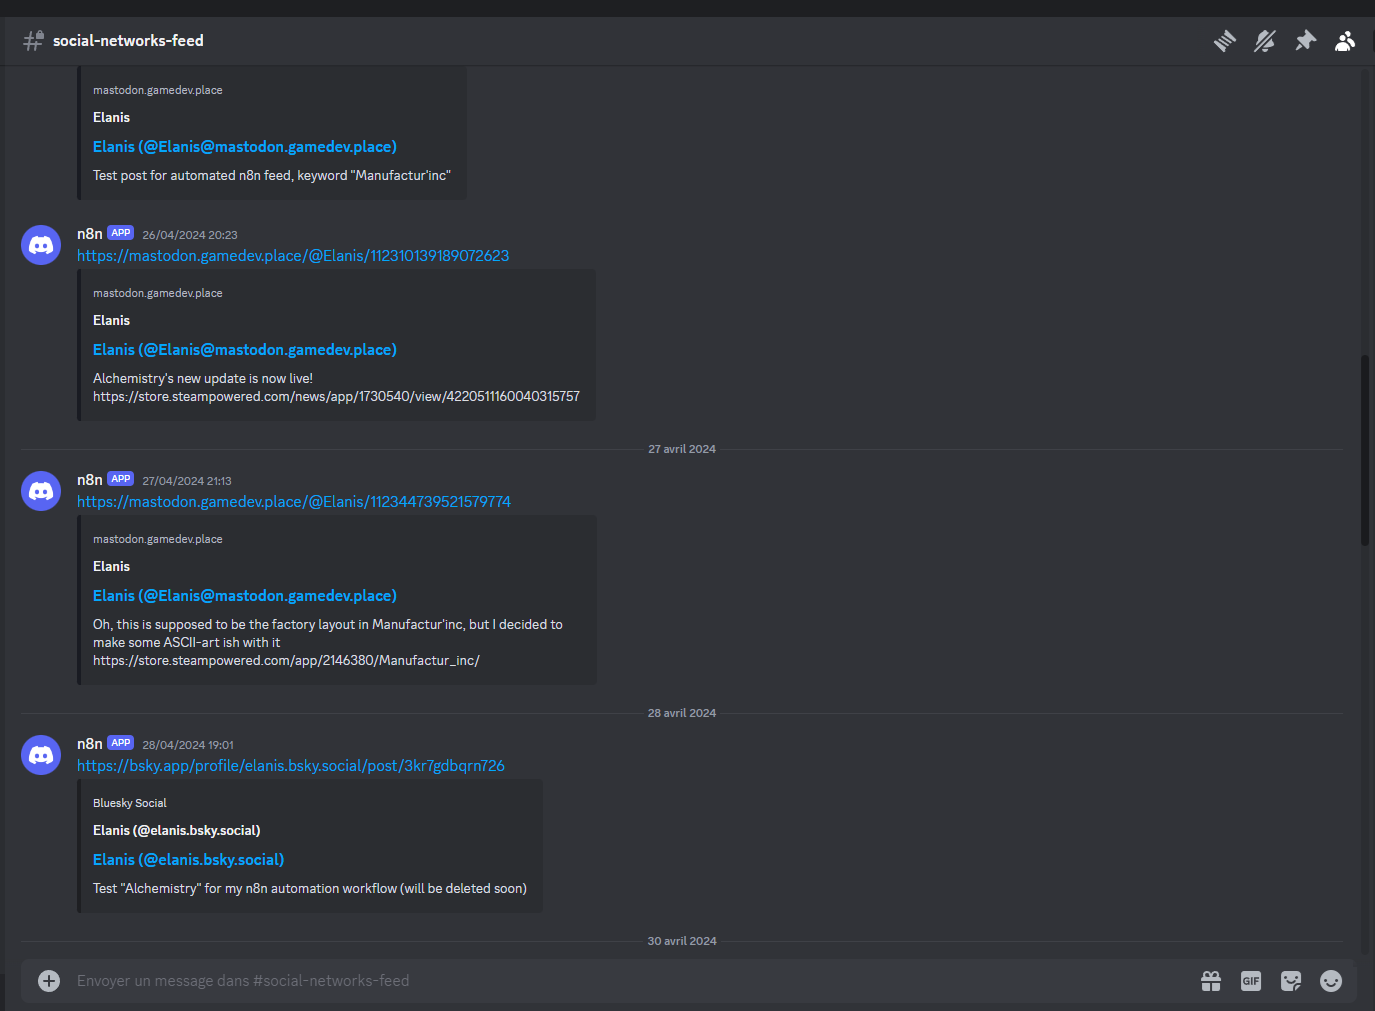 social-networks-feed
mastodon.gamedev.place
Elanis
Elanis (@Elanis@mastodon.gamedev.place)
Test post for automated n8n feed, keyword "Manufactur'inc"
n8n APP 26/04/2024 20:23
https://mastodon.gamedev.place/@Elanis/112310139189072623
mastodon.gamedev.place
Elanis
Elanis (@Elanis@mastodon.gamedev.place)
Alchemistry's new update is now live!
https://store.steampowered.com/news/app/1730540/view/4220511160040315757
27 avril 2024
n8n APP 27/04/2024 21:13
https://mastodon.gamedev.place/@Elanis/112344739521579774
mastodon.gamedev.place
Elanis
Elanis (@Elanis@mastodon.gamedev.place)
Oh, this is supposed to be the factory layout in Manufactur'inc, but I decided to
make some ASCII-art ish with it
https://store.steampowered.com/app/2146380/Manufactur_inc/
28 avril 2024
n8n APP 28/04/2024 19:01
https://bsky.app/profile/elanis.bsky.social/post/3kr7gdbqrn726
Bluesky Social
Elanis (@elanis.bsky.social)
Elanis (@elanis.bsky.social)
Test "Alchemistry" for my n8n automation workflow (will be deleted soon)
30 avril 2024
Envoyer un message dans #social-networks-feed
GIF